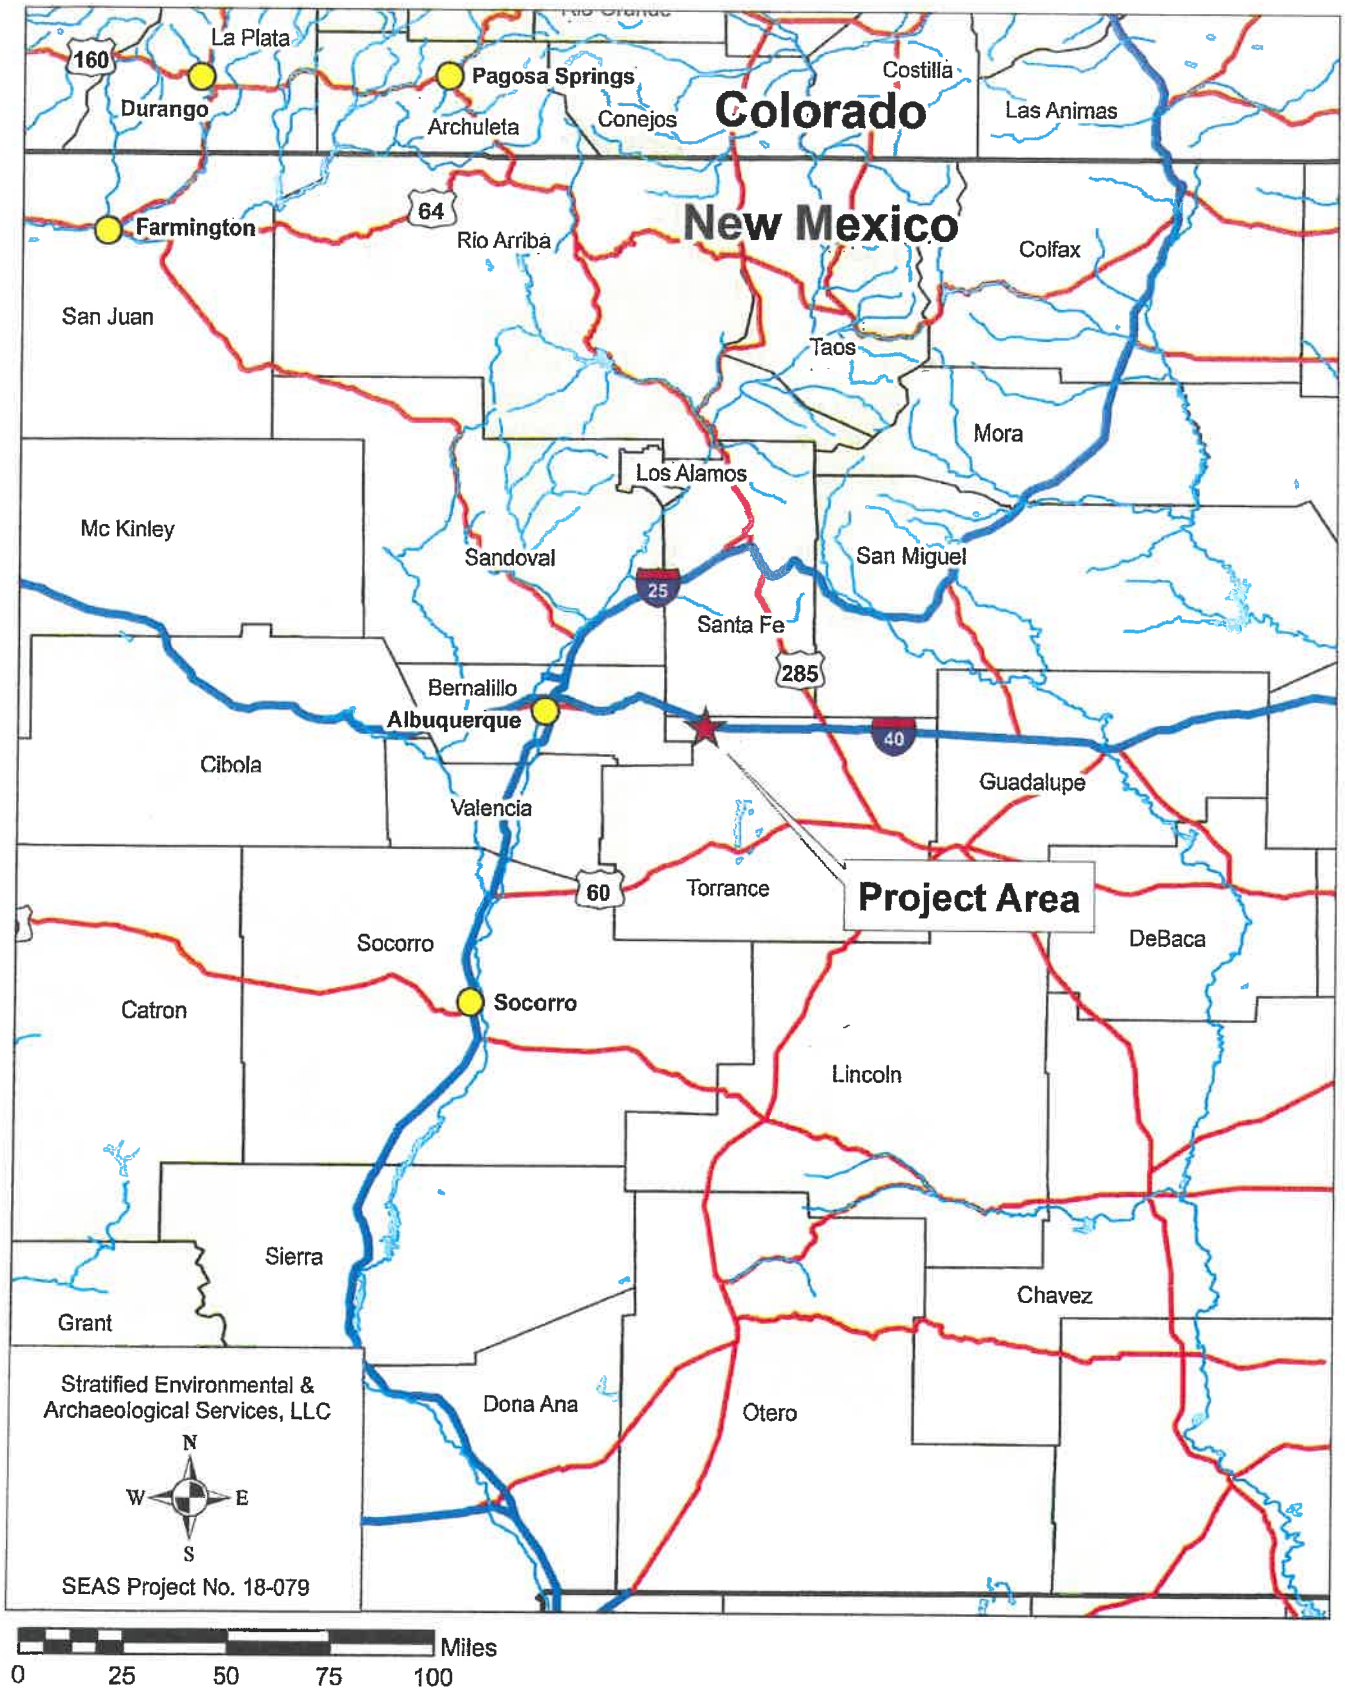 Rio Grande
La Plata
160
Pagosa Springs
Costilla
Durango
Archuleta
Conejos
Colorado
Las Animas
64
New Mexico
Farmington
Rio Arriba
Colfax
San Juan
Taos
Mora
Los Alamos
Mc Kinley
Sandoval
San Miguel
25
Santa Fe
285
Bernalillo
Albuquerque
40
Cibola
Guadalupe
Valencia
60
Torrance
Project Area
Socorro
DeBaca
Catron
Socorro
Lincoln
Sierra
Chavez
Grant
Stratified Environmental &
Archaeological Services, LLC
Dona Ana
Otero
N
W E
S
SEAS Project No. 18-079
Miles
0 25 50 75 100